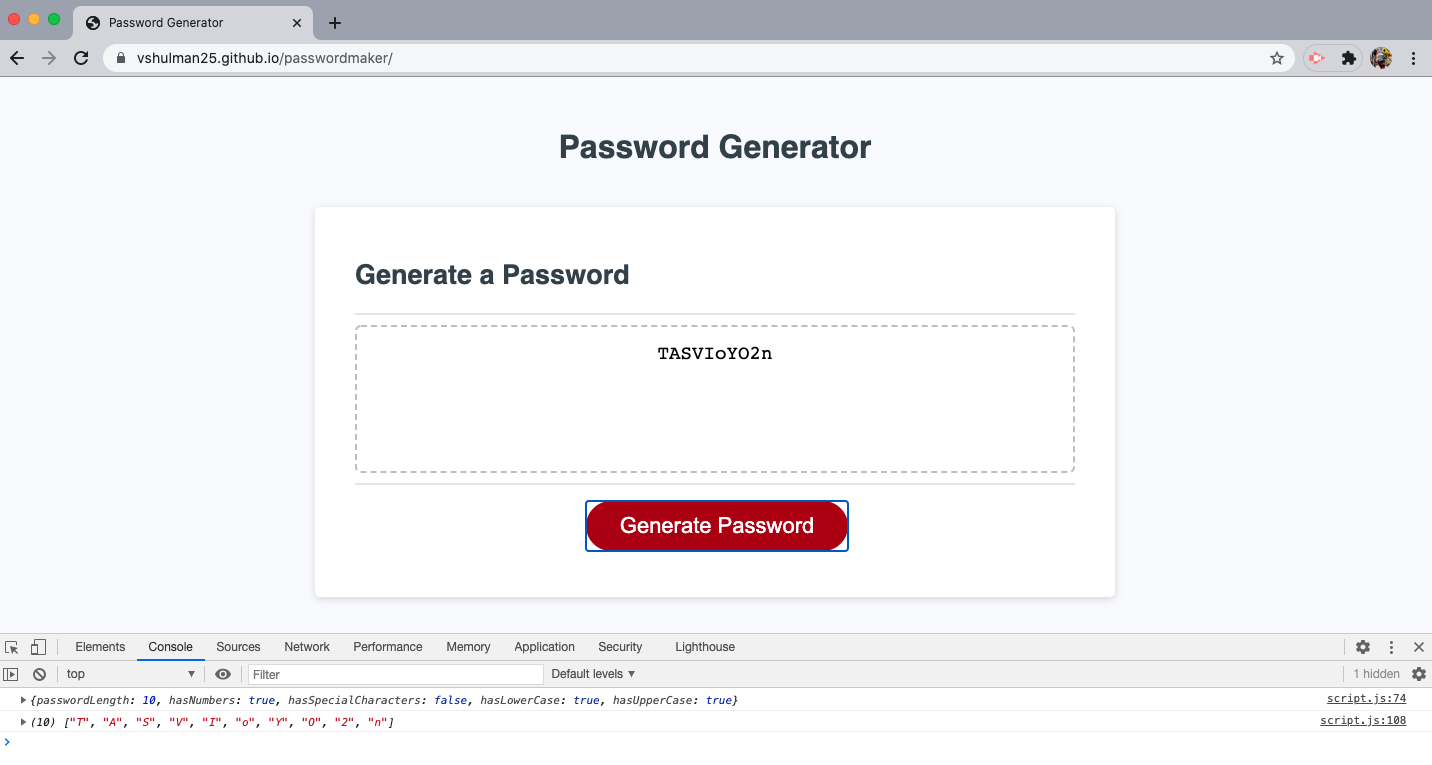 Password Generator
vshulman25.github.io/passwordmaker/
Password Generator
Generate a Password
TASVIoYO2n
Generate Password
Elements Console Sources Network Performance Memory Application Security Lighthouse
top Filter Default levels 1 hidden
{passwordLength: 10, hasNumbers: true, hasSpecialCharacters: false, hasLowerCase: true, hasUpperCase: true} script.js:74
(10) ["T", "A", "S", "V", "I", "o", "Y", "O", "2", "n"] script.js:108